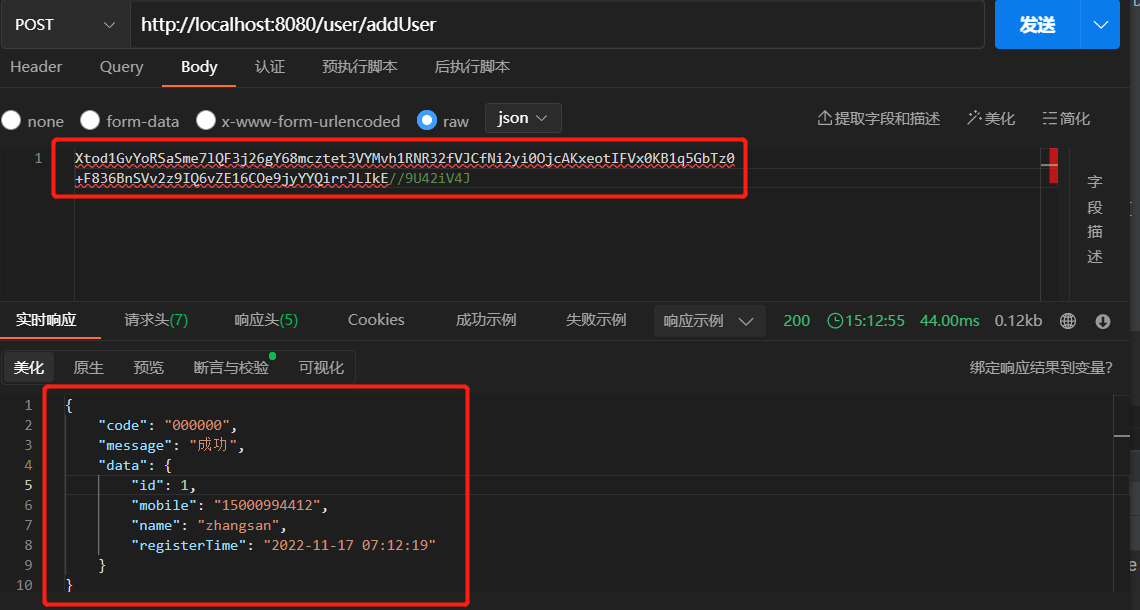 POST http://localhost:8080/user/addUser 发送
Header Query Body 认证 预执行脚本 后执行脚本
none form-data x-www-form-urlencoded raw json 提取字段和描述 美化 简化
1 Xtod1GvYoRSaSme7lQF3j26gY68mcztet3VYMvh1RNR32fVJCfNi2yi0OjcAKxeotIFVx0KB1q5GbTz0
+F836BnSVv2z9IQ6vZE16COe9jyYYQirrJLIkE//9U42iV4J
字
段
描
述
实时响应 请求头(7) 响应头(5) Cookies 成功示例 失败示例 响应示例 200 15:12:55 44.00ms 0.12kb
美化 原生 预览 断言与校验 可视化 绑定响应结果到变量?
1 {
2 "code": "000000",
3 "message": "成功",
4 "data": {
5 "id": 1,
6 "mobile": "15000994412",
7 "name": "zhangsan",
8 "registerTime": "2022-11-17 07:12:19"
9 }
10 }